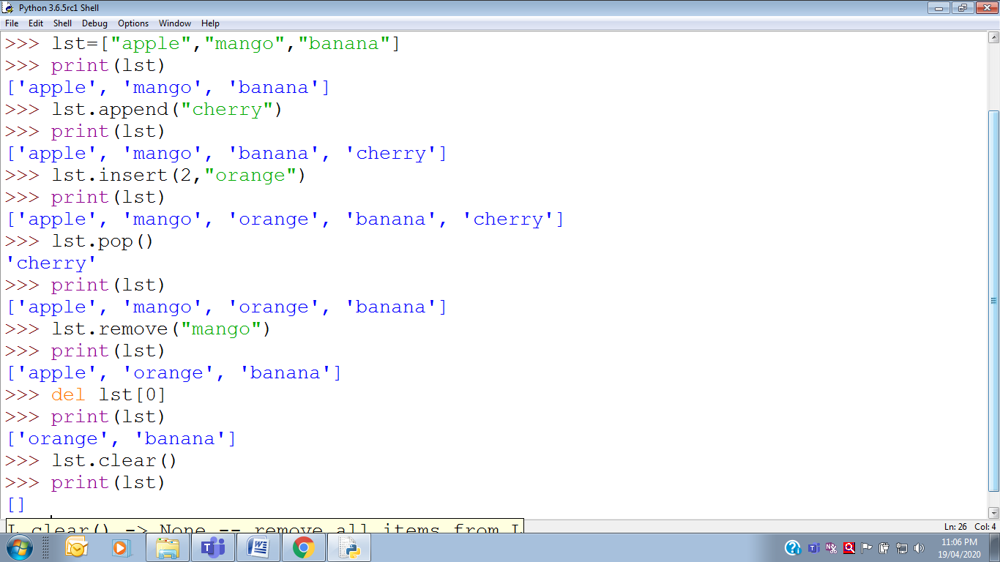 Python 3.6.5rc1 Shell
File Edit Shell Debug Options Window Help
>>> lst=["apple","mango","banana"]
>>> print(lst)
['apple', 'mango', 'banana']
>>> lst.append("cherry")
>>> print(lst)
['apple', 'mango', 'banana', 'cherry']
>>> lst.insert(2,"orange")
>>> print(lst)
['apple', 'mango', 'orange', 'banana', 'cherry']
>>> lst.pop()
'cherry'
>>> print(lst)
['apple', 'mango', 'orange', 'banana']
>>> lst.remove("mango")
>>> print(lst)
['apple', 'orange', 'banana']
>>> del lst[0]
>>> print(lst)
['orange', 'banana']
>>> lst.clear()
>>> print(lst)
[]
L.clear() -> None -- remove all items from L
Ln: 26 Col: 4
11:06 PM
19/04/2020